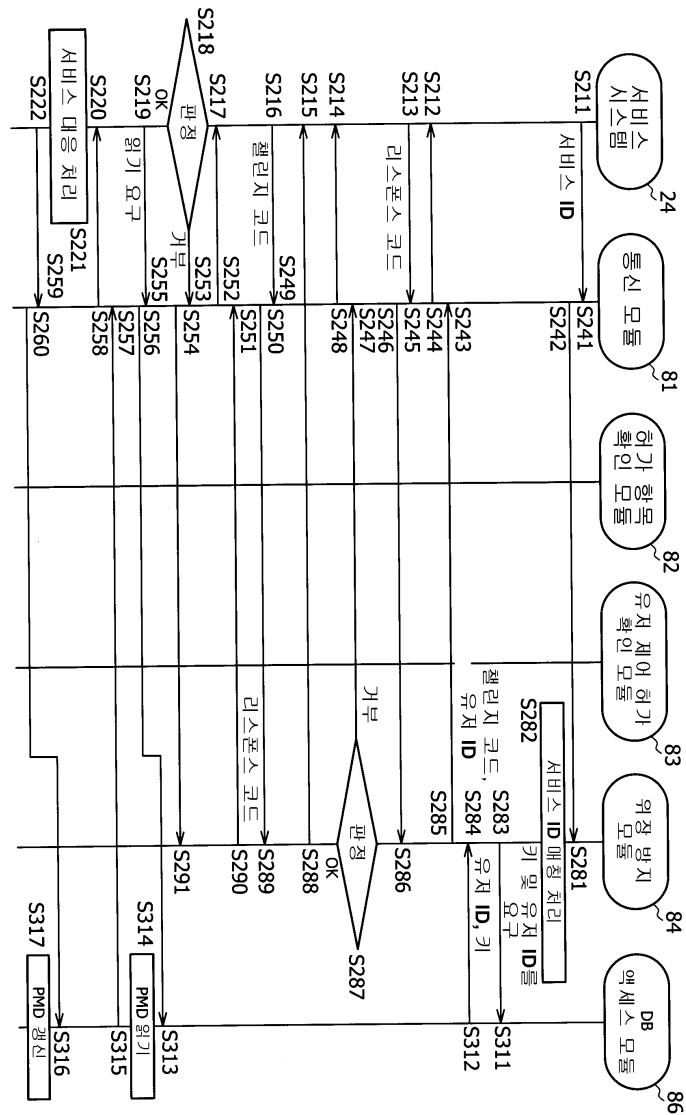 서비스
시스템
24
통신 모듈
81
허가 항목
확인 모듈
82
유저 제어 허가
확인 모듈
83
위장 방지
모듈
84
DB
액세스 모듈
86
S211
서비스 ID
S241
S242
S281
서비스 ID 매칭 처리
S282
S283
키 및 유저 ID를
요구
S311
S284
유저 ID, 키
S312
챌린지 코드,
유저 ID
S285
S243
S244
S212
S213
리스폰스 코드
S245
S246
S286
판정
S287
거부
OK
S247
S248
S214
S215
S288
S216
챌린지 코드
S249
S250
S289
리스폰스 코드
S290
S251
S252
S217
판정
S218
거부
OK
S253
S254
S291
S219
읽기 요구
S255
S256
S313
PMD 읽기
S314
S315
S257
S258
S220
서비스 대응 처리
S221
S222
S259
S260
S316
PMD 갱신
S317